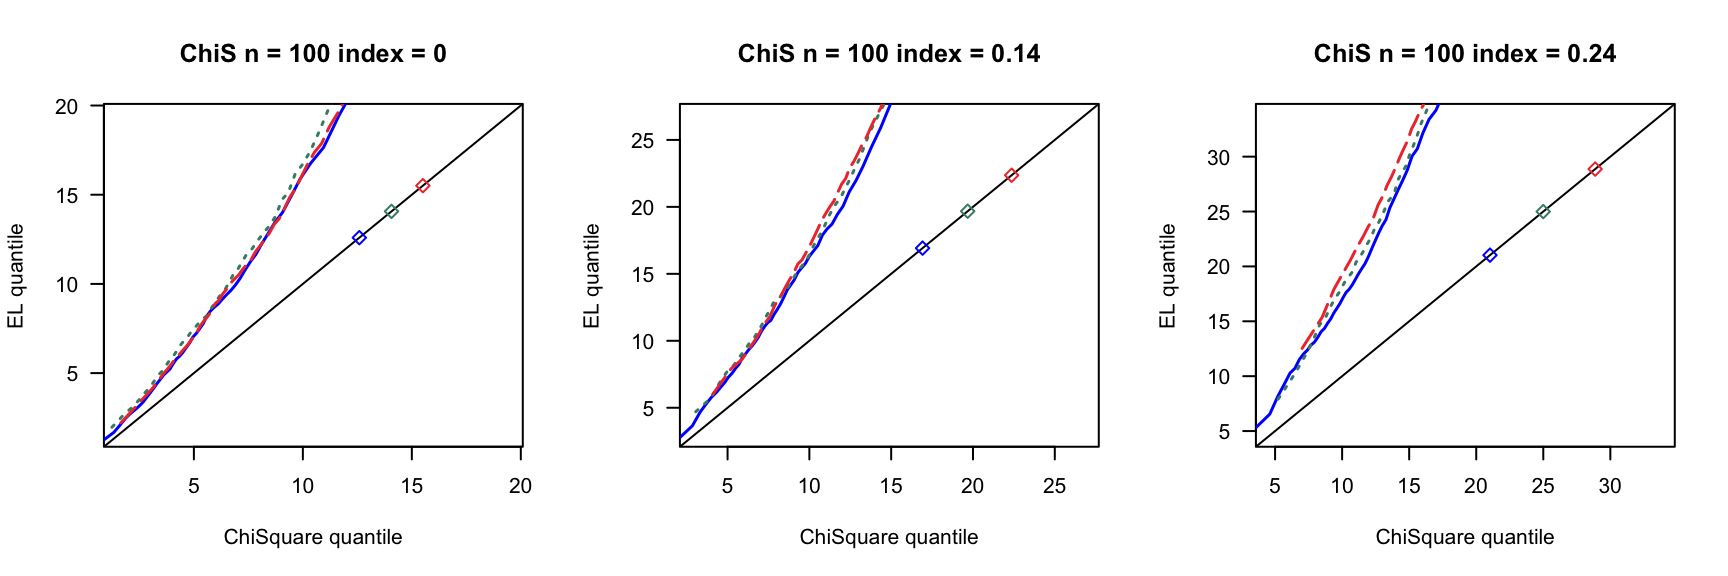 ChiS n = 100 index = 0
EL quantile
20
15
10
5
5 10 15 20
ChiSquare quantile
ChiS n = 100 index = 0.14
EL quantile
25
20
15
10
5
5 10 15 20 25
ChiSquare quantile
ChiS n = 100 index = 0.24
EL quantile
30
25
20
15
10
5
5 10 15 20 25 30
ChiSquare quantile